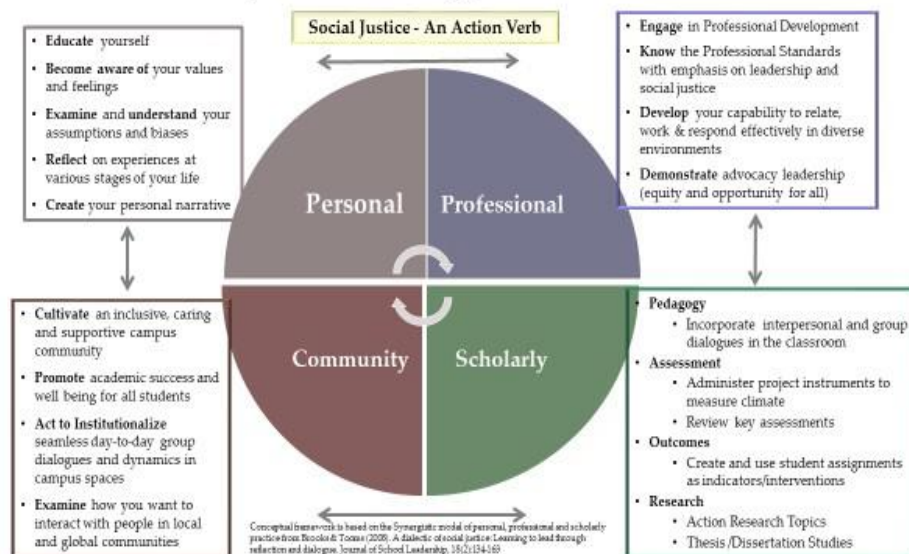 Social Justice - An Action Verb
• Educate yourself
• Become aware of your values
and feelings
• Examine and understand your
assumptions and biases
• Reflect on experiences at
various stages of your life
• Create your personal narrative
• Engage in Professional Development
• Know the Professional Standards
with emphasis on leadership and
social justice
• Develop your capability to relate,
work & respond effectively in diverse
environments
• Demonstrate advocacy leadership
(equity and opportunity for all)
Personal
Professional
Community
Scholarly
• Cultivate an inclusive, caring
and supportive campus
community
• Promote academic success and
well being for all students
• Act to Institutionalize
seamless day-to-day group
dialogues and dynamics in
campus spaces
• Examine how you want to
interact with people in local
and global communities
• Pedagogy
• Incorporate interpersonal and group
dialogues in the classroom
• Assessment
• Administer project instruments to
measure climate
• Review key assessments
• Outcomes
• Create and use student assignments
as indicators/interventions
• Research
• Action Research Topics
• Thesis/Dissertation Studies
Conceptual framework is based on the Synergistic model of personal, professional and scholarly
practice from Brooks & Tooms (2008). A dialectic of social justice: Learning to lead through
reflection and dialogue. Journal of School Leadership, 18(2):134-163